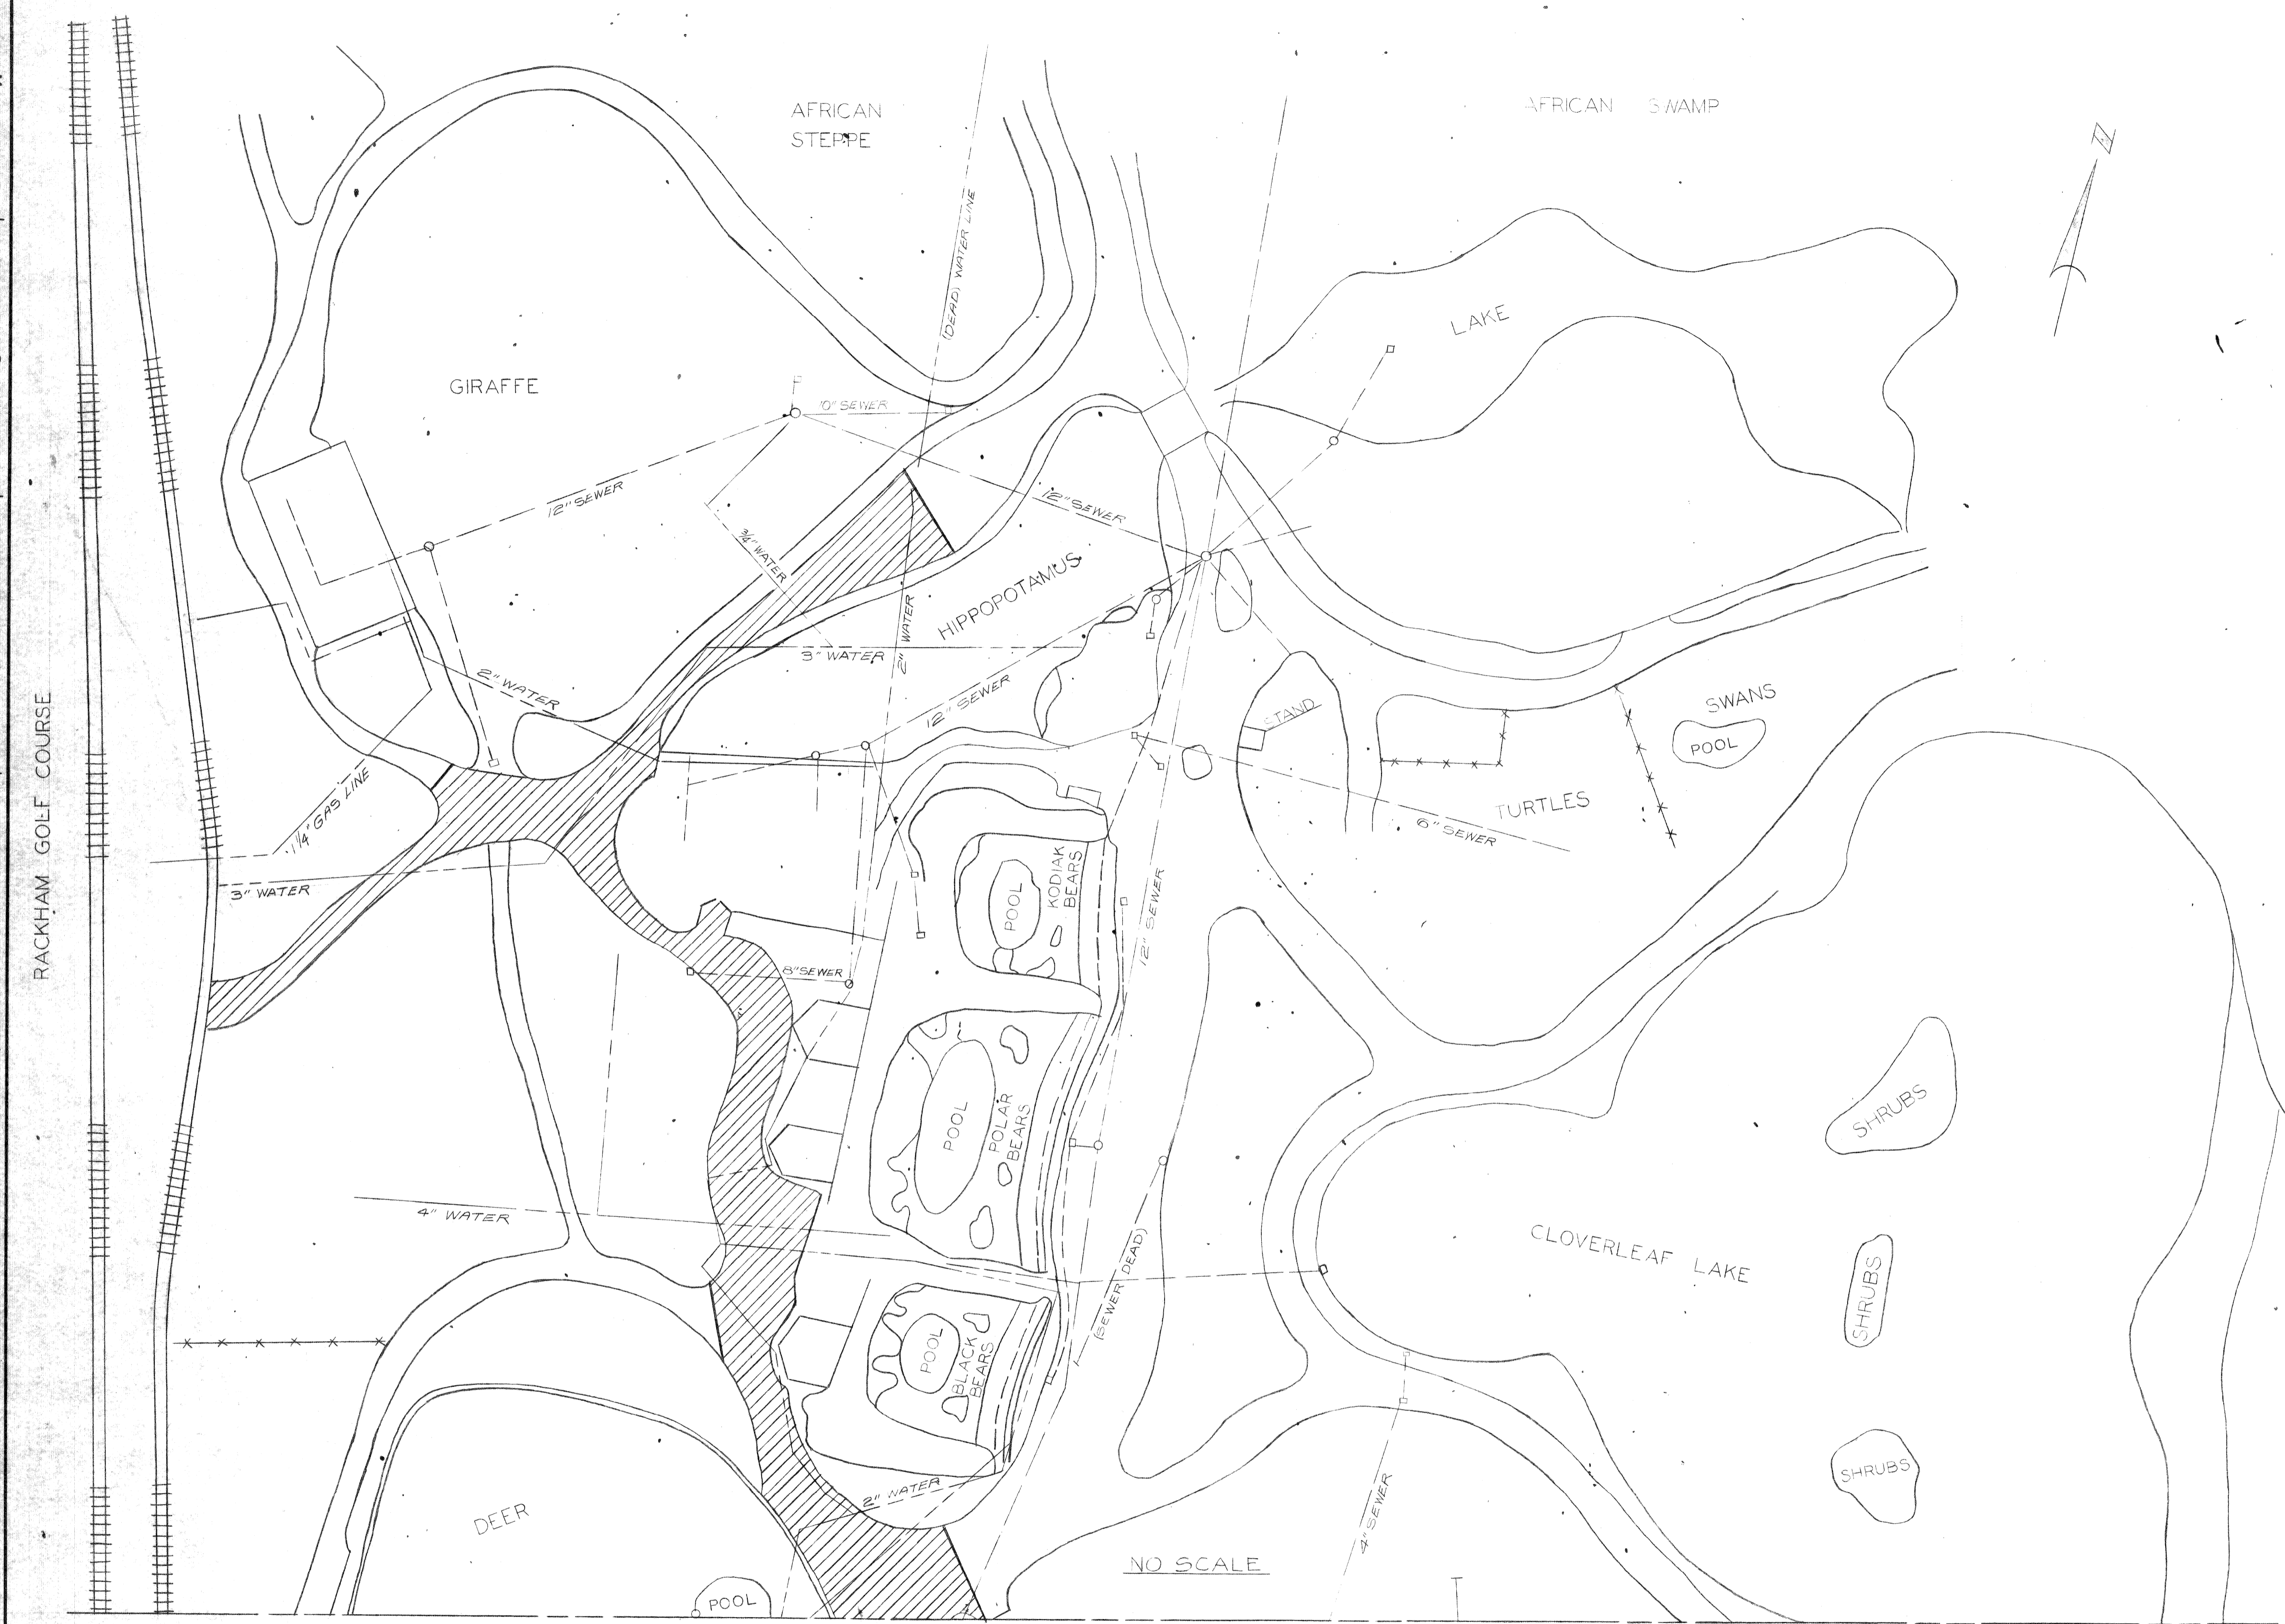 AFRICAN
STEPPE
AFRICAN SWAMP
N
(DEAD) WATER LINE
LAKE
GIRAFFE
F
10" SEWER
12" SEWER
12" SEWER
3/4" WATER
HIPPOPOTAMUS
2" WATER
3" WATER
2" WATER
12" SEWER
STAND
SWANS
POOL
TURTLES
6" SEWER
RACKHAM GOLF COURSE
1 1/4" GAS LINE
3" WATER
KODIAK
BEARS
POOL
12" SEWER
8" SEWER
POLAR
BEARS
POOL
SHRUBS
4" WATER
(SEWER DEAD)
CLOVERLEAF LAKE
SHRUBS
POOL
BLACK
BEARS
SHRUBS
2" WATER
DEER
4" SEWER
NO SCALE
POOL